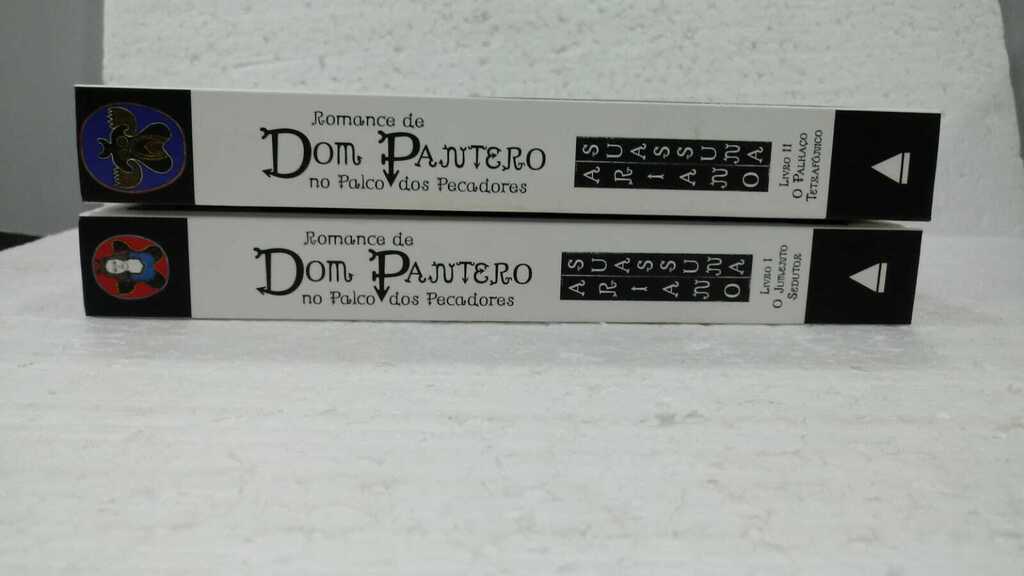 Romance de
Dom Pantero
no Palco dos Pecadores
ARIANO
SUASSUNA
Livro II
O Palhaço
Tetrafônico
Romance de
Dom Pantero
no Palco dos Pecadores
ARIANO
SUASSUNA
Livro I
O Jumento
Sedutor